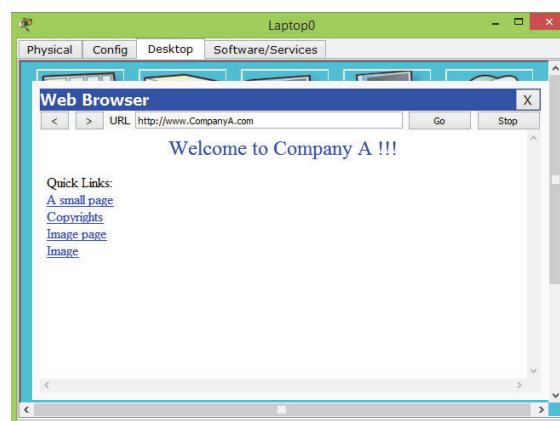 Laptop0
Physical Config Desktop Software/Services
Web Browser X
< > URL http://www.CompanyA.com Go Stop
Welcome to Company A !!!
Quick Links:
A small page
Copyrights
Image page
Image